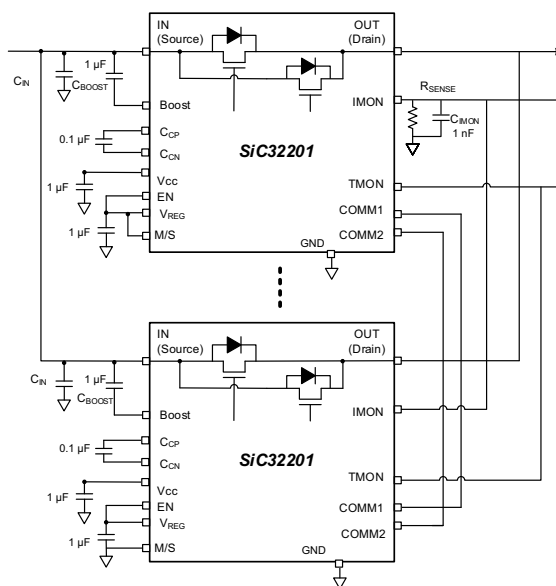 IN
(Source)
OUT
(Drain)
C_IN
1 µF
C_BOOST
R_SENSE
Boost
IMON
C_IMON
1 nF
0.1 µF
C_CP
C_CN
SiC32201
Vcc
TMON
1 µF
EN
V_REG
COMM1
1 µF
M/S
GND
COMM2
IN
(Source)
OUT
(Drain)
C_IN
1 µF
C_BOOST
Boost
IMON
0.1 µF
C_CP
C_CN
SiC32201
Vcc
TMON
1 µF
EN
V_REG
COMM1
1 µF
COMM2
M/S
GND